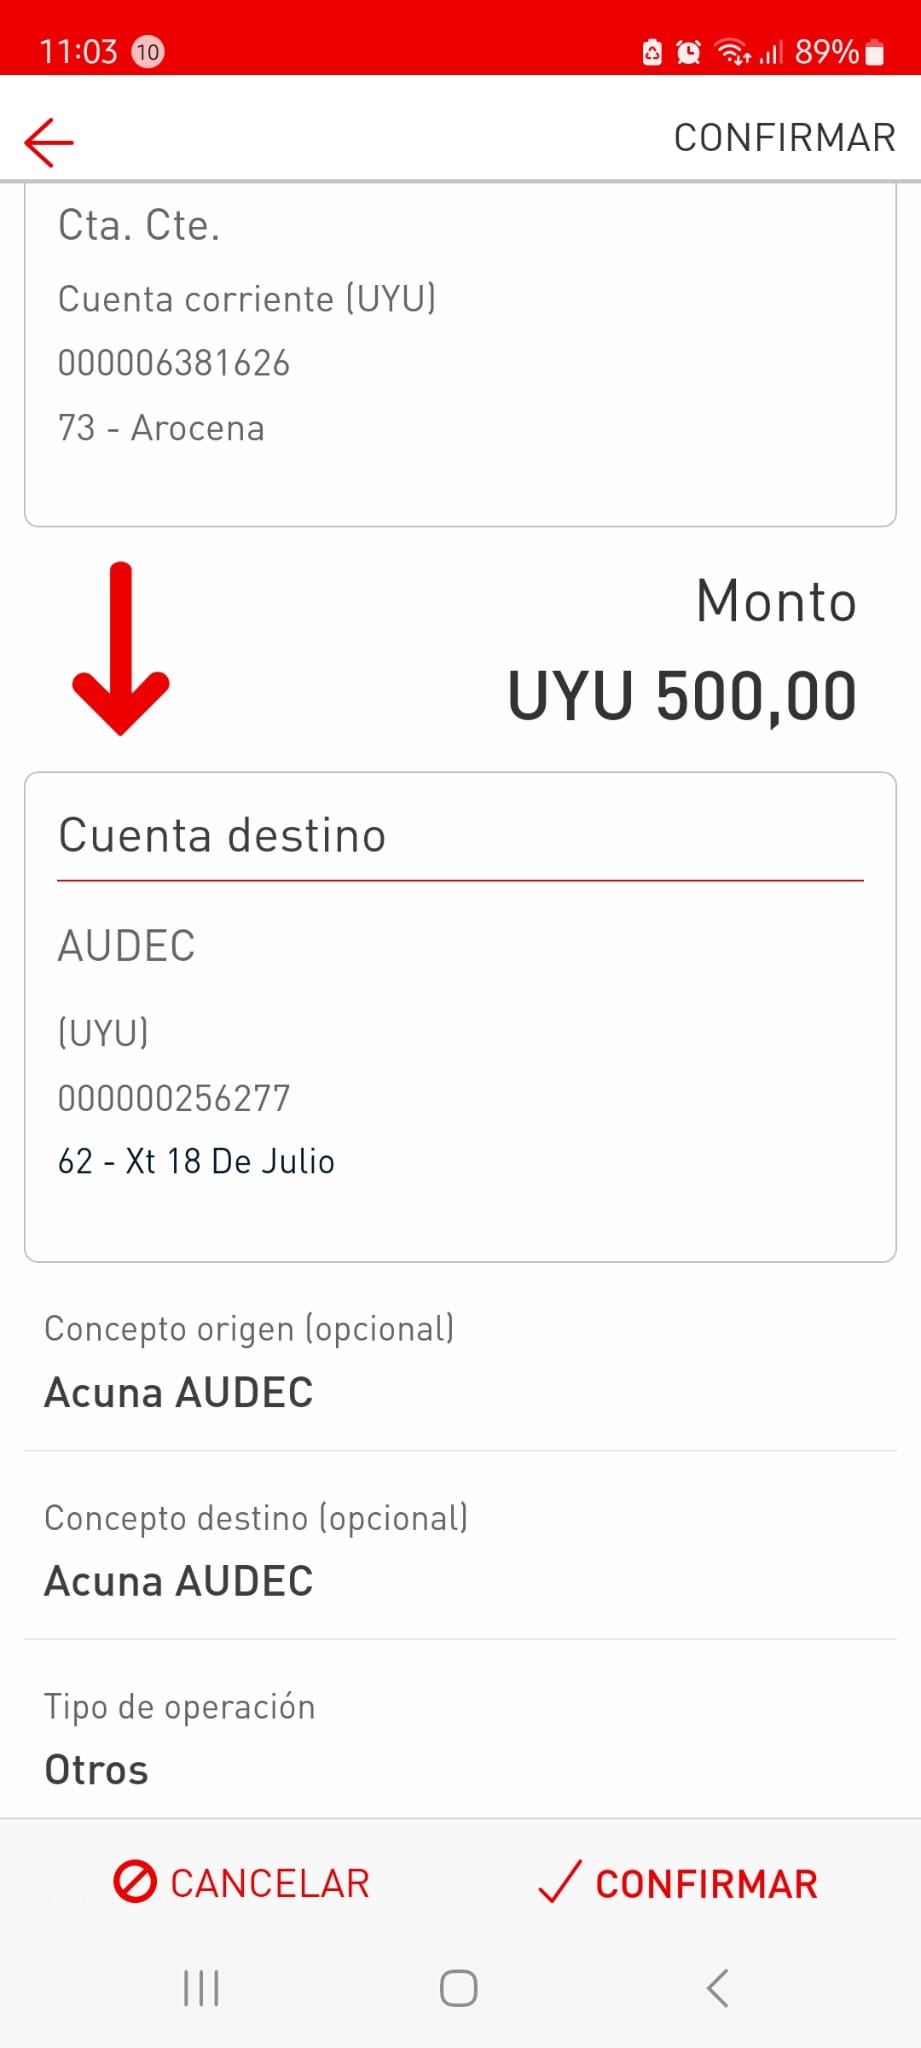 11:03 10 89%
CONFIRMAR
Cta. Cte.
Cuenta corriente (UYU)
000006381626
73 - Arocena
Monto
UYU 500,00
Cuenta destino
AUDEC
(UYU)
000000256277
62 - Xt 18 De Julio
Concepto origen (opcional)
Acuna AUDEC
Concepto destino (opcional)
Acuna AUDEC
Tipo de operación
Otros
CANCELAR CONFIRMAR